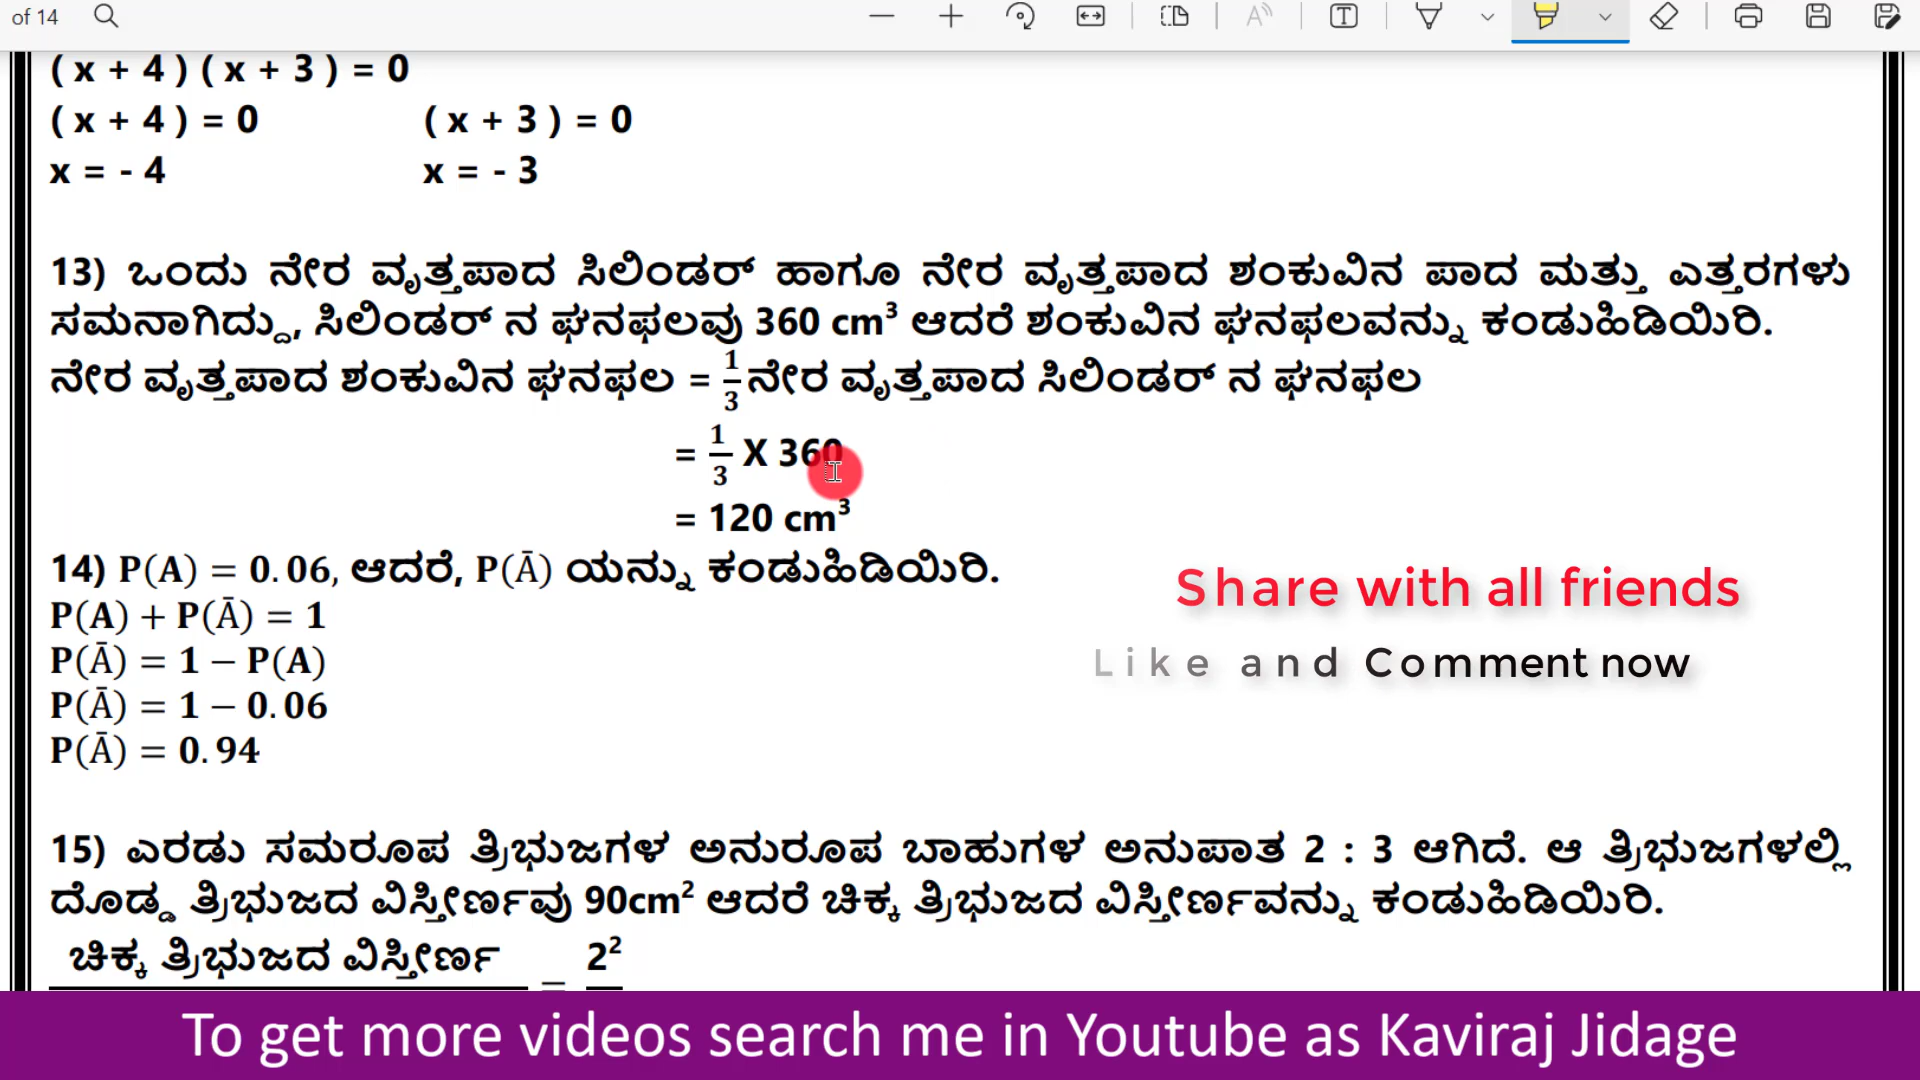 of 14
( x + 4 ) ( x + 3 ) = 0
( x + 4 ) = 0 ( x + 3 ) = 0
x = - 4 x = - 3
13) ಒಂದು ನೇರ ವೃತ್ತಪಾದ ಸಿಲಿಂಡರ್ ಹಾಗೂ ನೇರ ವೃತ್ತಪಾದ ಶಂಕುವಿನ ಪಾದ ಮತ್ತು ಎತ್ತರಗಳು
ಸಮನಾಗಿದ್ದು, ಸಿಲಿಂಡರ್ ನ ಘನಫಲವು 360 cm³ ಆದರೆ ಶಂಕುವಿನ ಘನಫಲವನ್ನು ಕಂಡುಹಿಡಿಯಿರಿ.
ನೇರ ವೃತ್ತಪಾದ ಶಂಕುವಿನ ಘನಫಲ = 1/3 ನೇರ ವೃತ್ತಪಾದ ಸಿಲಿಂಡರ್ ನ ಘನಫಲ
= 1/3 X 360
= 120 cm³
14) P(A) = 0.06, ಆದರೆ, P(Ā) ಯನ್ನು ಕಂಡುಹಿಡಿಯಿರಿ.
P(A) + P(Ā) = 1
P(Ā) = 1 − P(A)
P(Ā) = 1 − 0.06
P(Ā) = 0.94
Share with all friends
Like and Comment now
15) ಎರಡು ಸಮರೂಪ ತ್ರಿಭುಜಗಳ ಅನುರೂಪ ಬಾಹುಗಳ ಅನುಪಾತ 2 : 3 ಆಗಿದೆ. ಆ ತ್ರಿಭುಜಗಳಲ್ಲಿ
ದೊಡ್ಡ ತ್ರಿಭುಜದ ವಿಸ್ತೀರ್ಣವು 90cm² ಆದರೆ ಚಿಕ್ಕ ತ್ರಿಭುಜದ ವಿಸ್ತೀರ್ಣವನ್ನು ಕಂಡುಹಿಡಿಯಿರಿ.
ಚಿಕ್ಕ ತ್ರಿಭುಜದ ವಿಸ್ತೀರ್ಣ = 2²
To get more videos search me in Youtube as Kaviraj Jidage